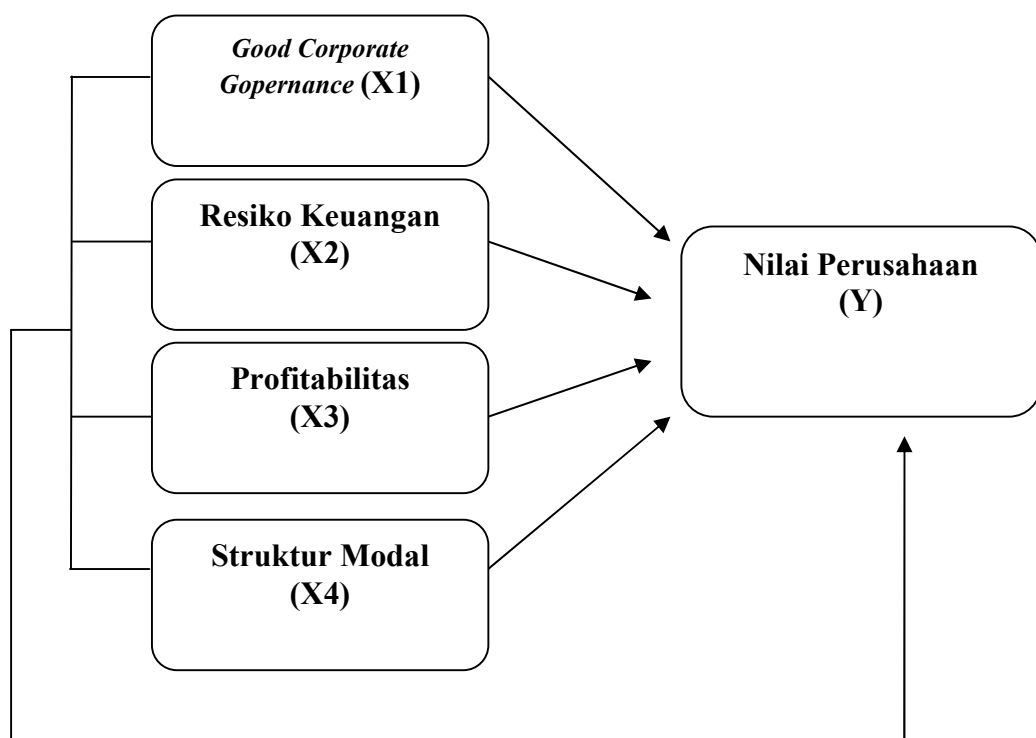 Good Corporate
Gopernance (X1)
Resiko Keuangan
(X2)
Profitabilitas
(X3)
Struktur Modal
(X4)
Nilai Perusahaan
(Y)